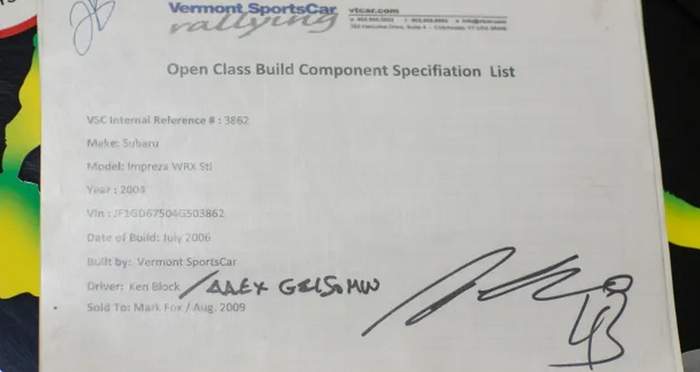 Vermont SportsCar
rallying
vtcar.com
Open Class Build Component Specifiation List
VSC Internal Reference # : 3862
Make: Subaru
Model: Impreza WRX Sti
Year : 2004
Vin : JF1GD67504G503862
Date of Build: July 2006
Built by: Vermont SportsCar
Driver: Ken Block / ALEX GELSOMINO
Sold To: Mark Fox / Aug. 2009
43